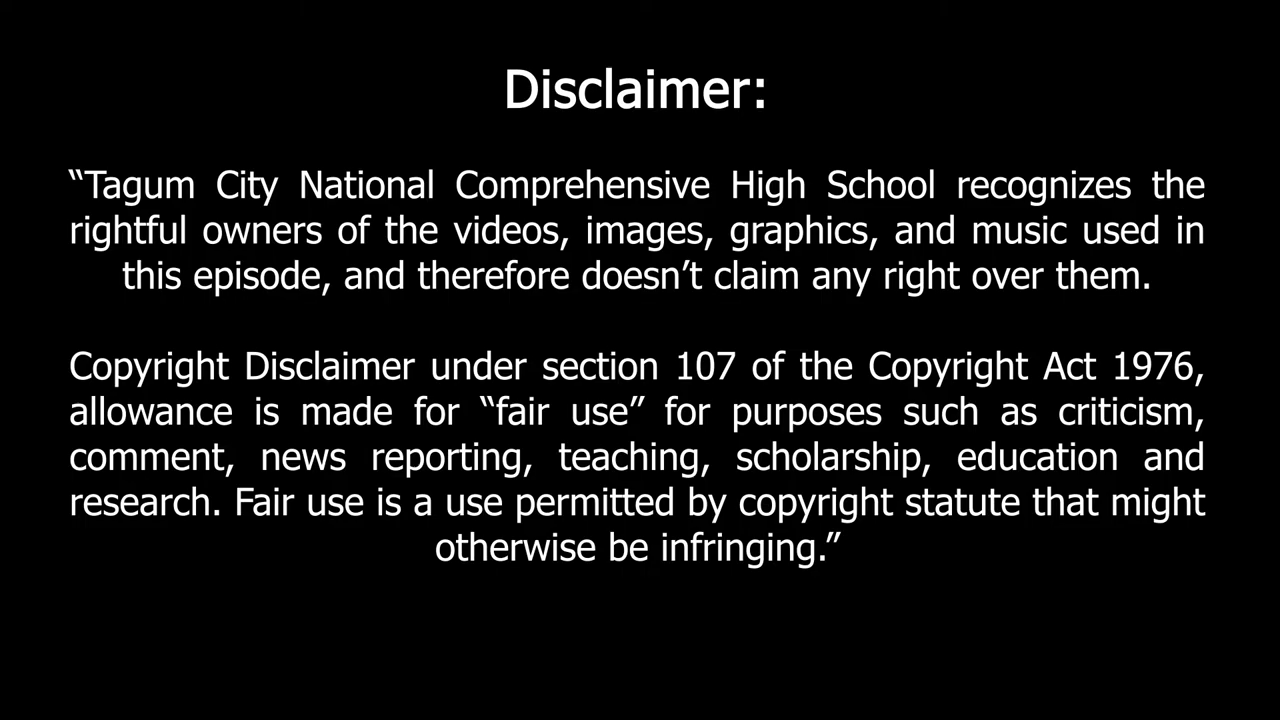 Disclaimer:
“Tagum City National Comprehensive High School recognizes the
rightful owners of the videos, images, graphics, and music used in
this episode, and therefore doesn’t claim any right over them.
Copyright Disclaimer under section 107 of the Copyright Act 1976,
allowance is made for “fair use” for purposes such as criticism,
comment, news reporting, teaching, scholarship, education and
research. Fair use is a use permitted by copyright statute that might
otherwise be infringing.”